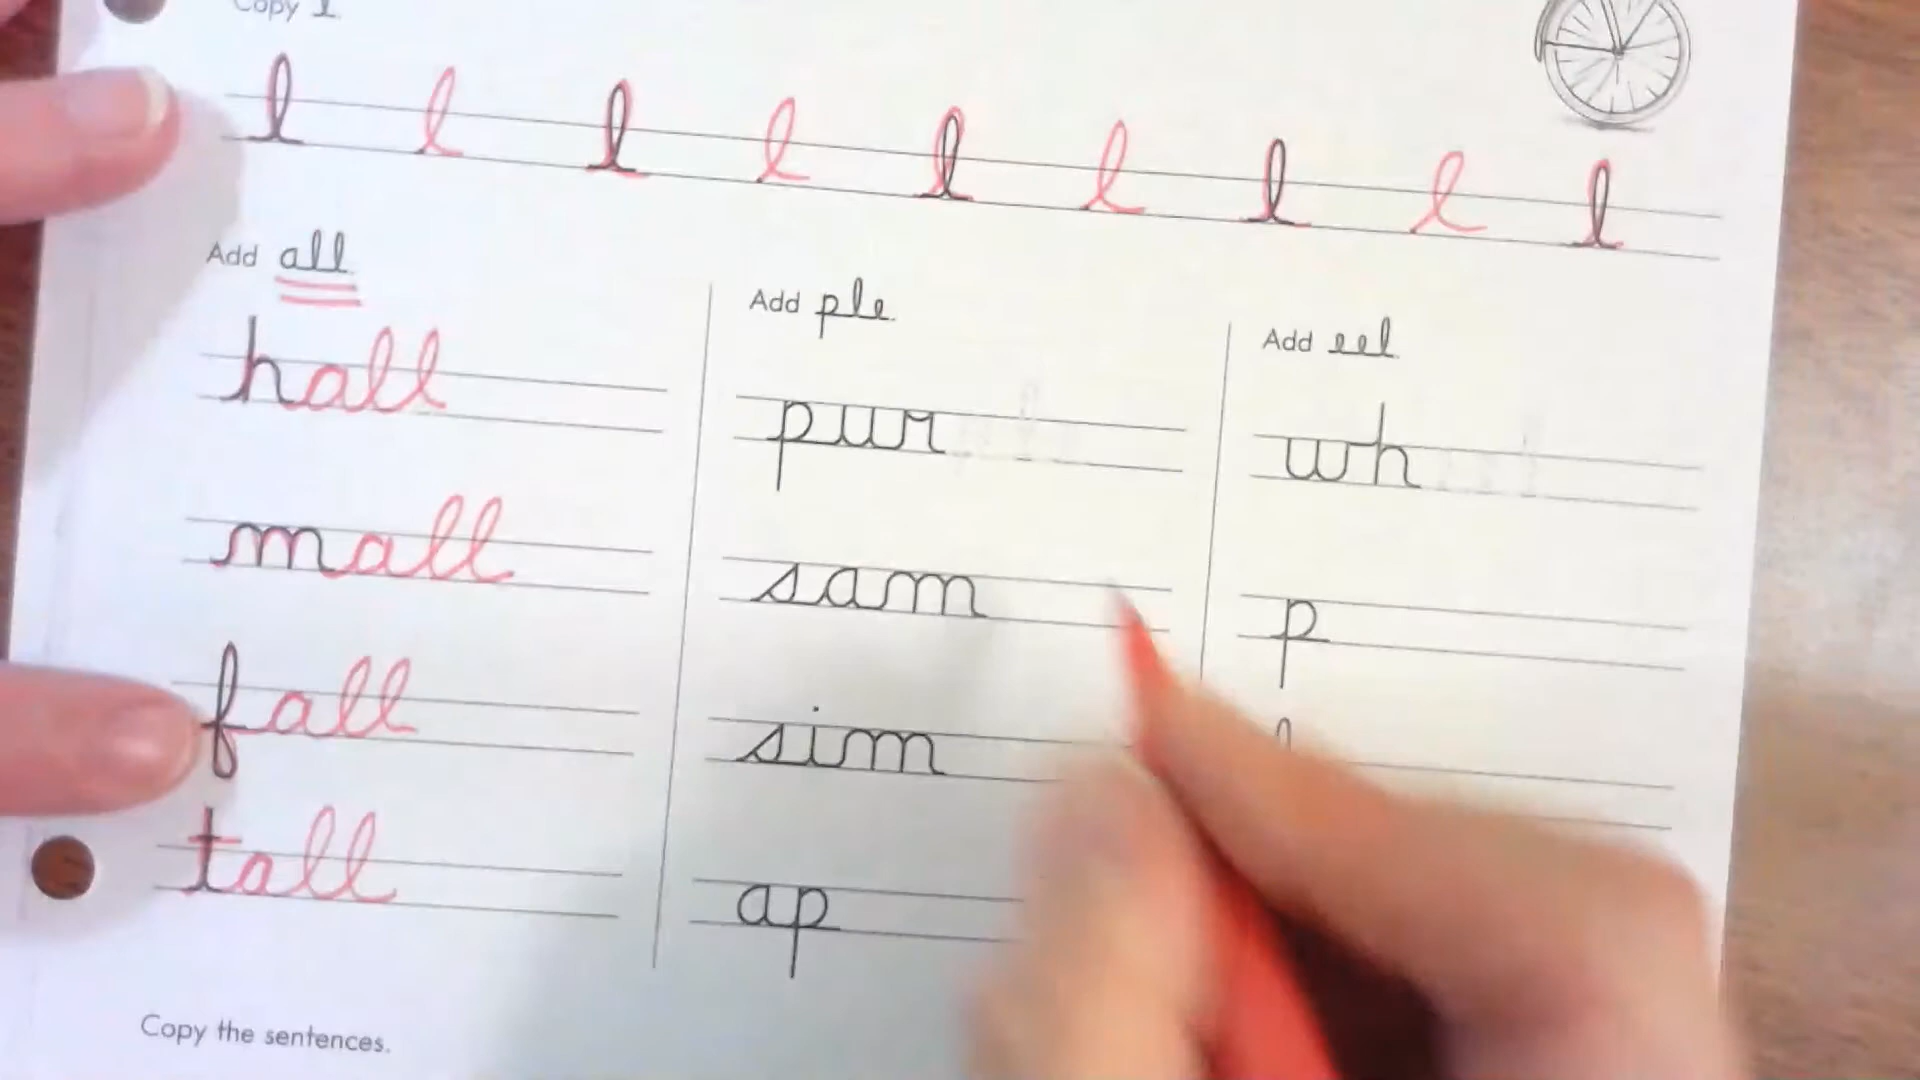 Copy l.
l l l l l l l l l
Add all.
hall
mall
fall
tall
Add ple.
pur
sam
sim
ap
Add eel.
wh
p
Copy the sentences.